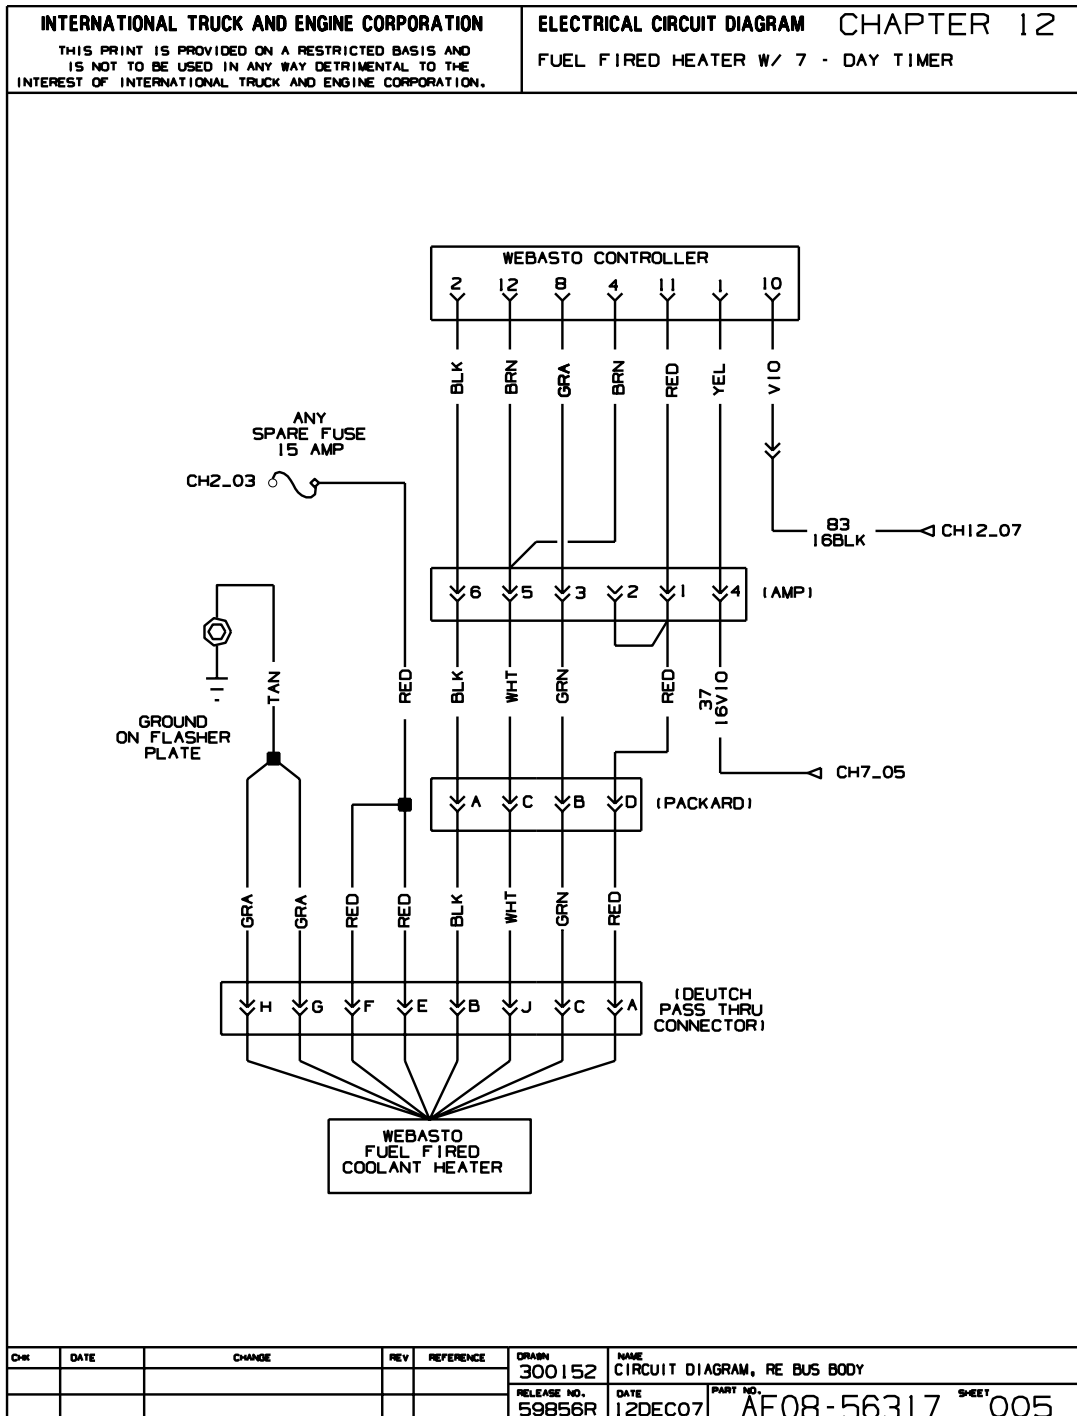 INTERNATIONAL TRUCK AND ENGINE CORPORATION
THIS PRINT IS PROVIDED ON A RESTRICTED BASIS AND
IS NOT TO BE USED IN ANY WAY DETRIMENTAL TO THE
INTEREST OF INTERNATIONAL TRUCK AND ENGINE CORPORATION.
ELECTRICAL CIRCUIT DIAGRAM CHAPTER 12
FUEL FIRED HEATER W/ 7 - DAY TIMER
WEBASTO CONTROLLER
2 12 8 4 11 1 10
BLK BRN GRA BRN RED YEL VIO
ANY
SPARE FUSE
15 AMP
CH2_03
83
16BLK
CH12_07
6 5 3 2 1 4 (AMP)
TAN RED BLK WHT GRN RED 37
16VIO
GROUND
ON FLASHER
PLATE
CH7_05
A C B D (PACKARD)
GRA GRA RED RED BLK WHT GRN RED
H G F E B J C A
(DEUTCH
PASS THRU
CONNECTOR)
WEBASTO
FUEL FIRED
COOLANT HEATER
CHK DATE CHANGE REV REFERENCE
DRAWN
300152
NAME
CIRCUIT DIAGRAM, RE BUS BODY
RELEASE NO.
59856R
DATE
12DEC07
PART NO.
AE08-56317
SHEET
005